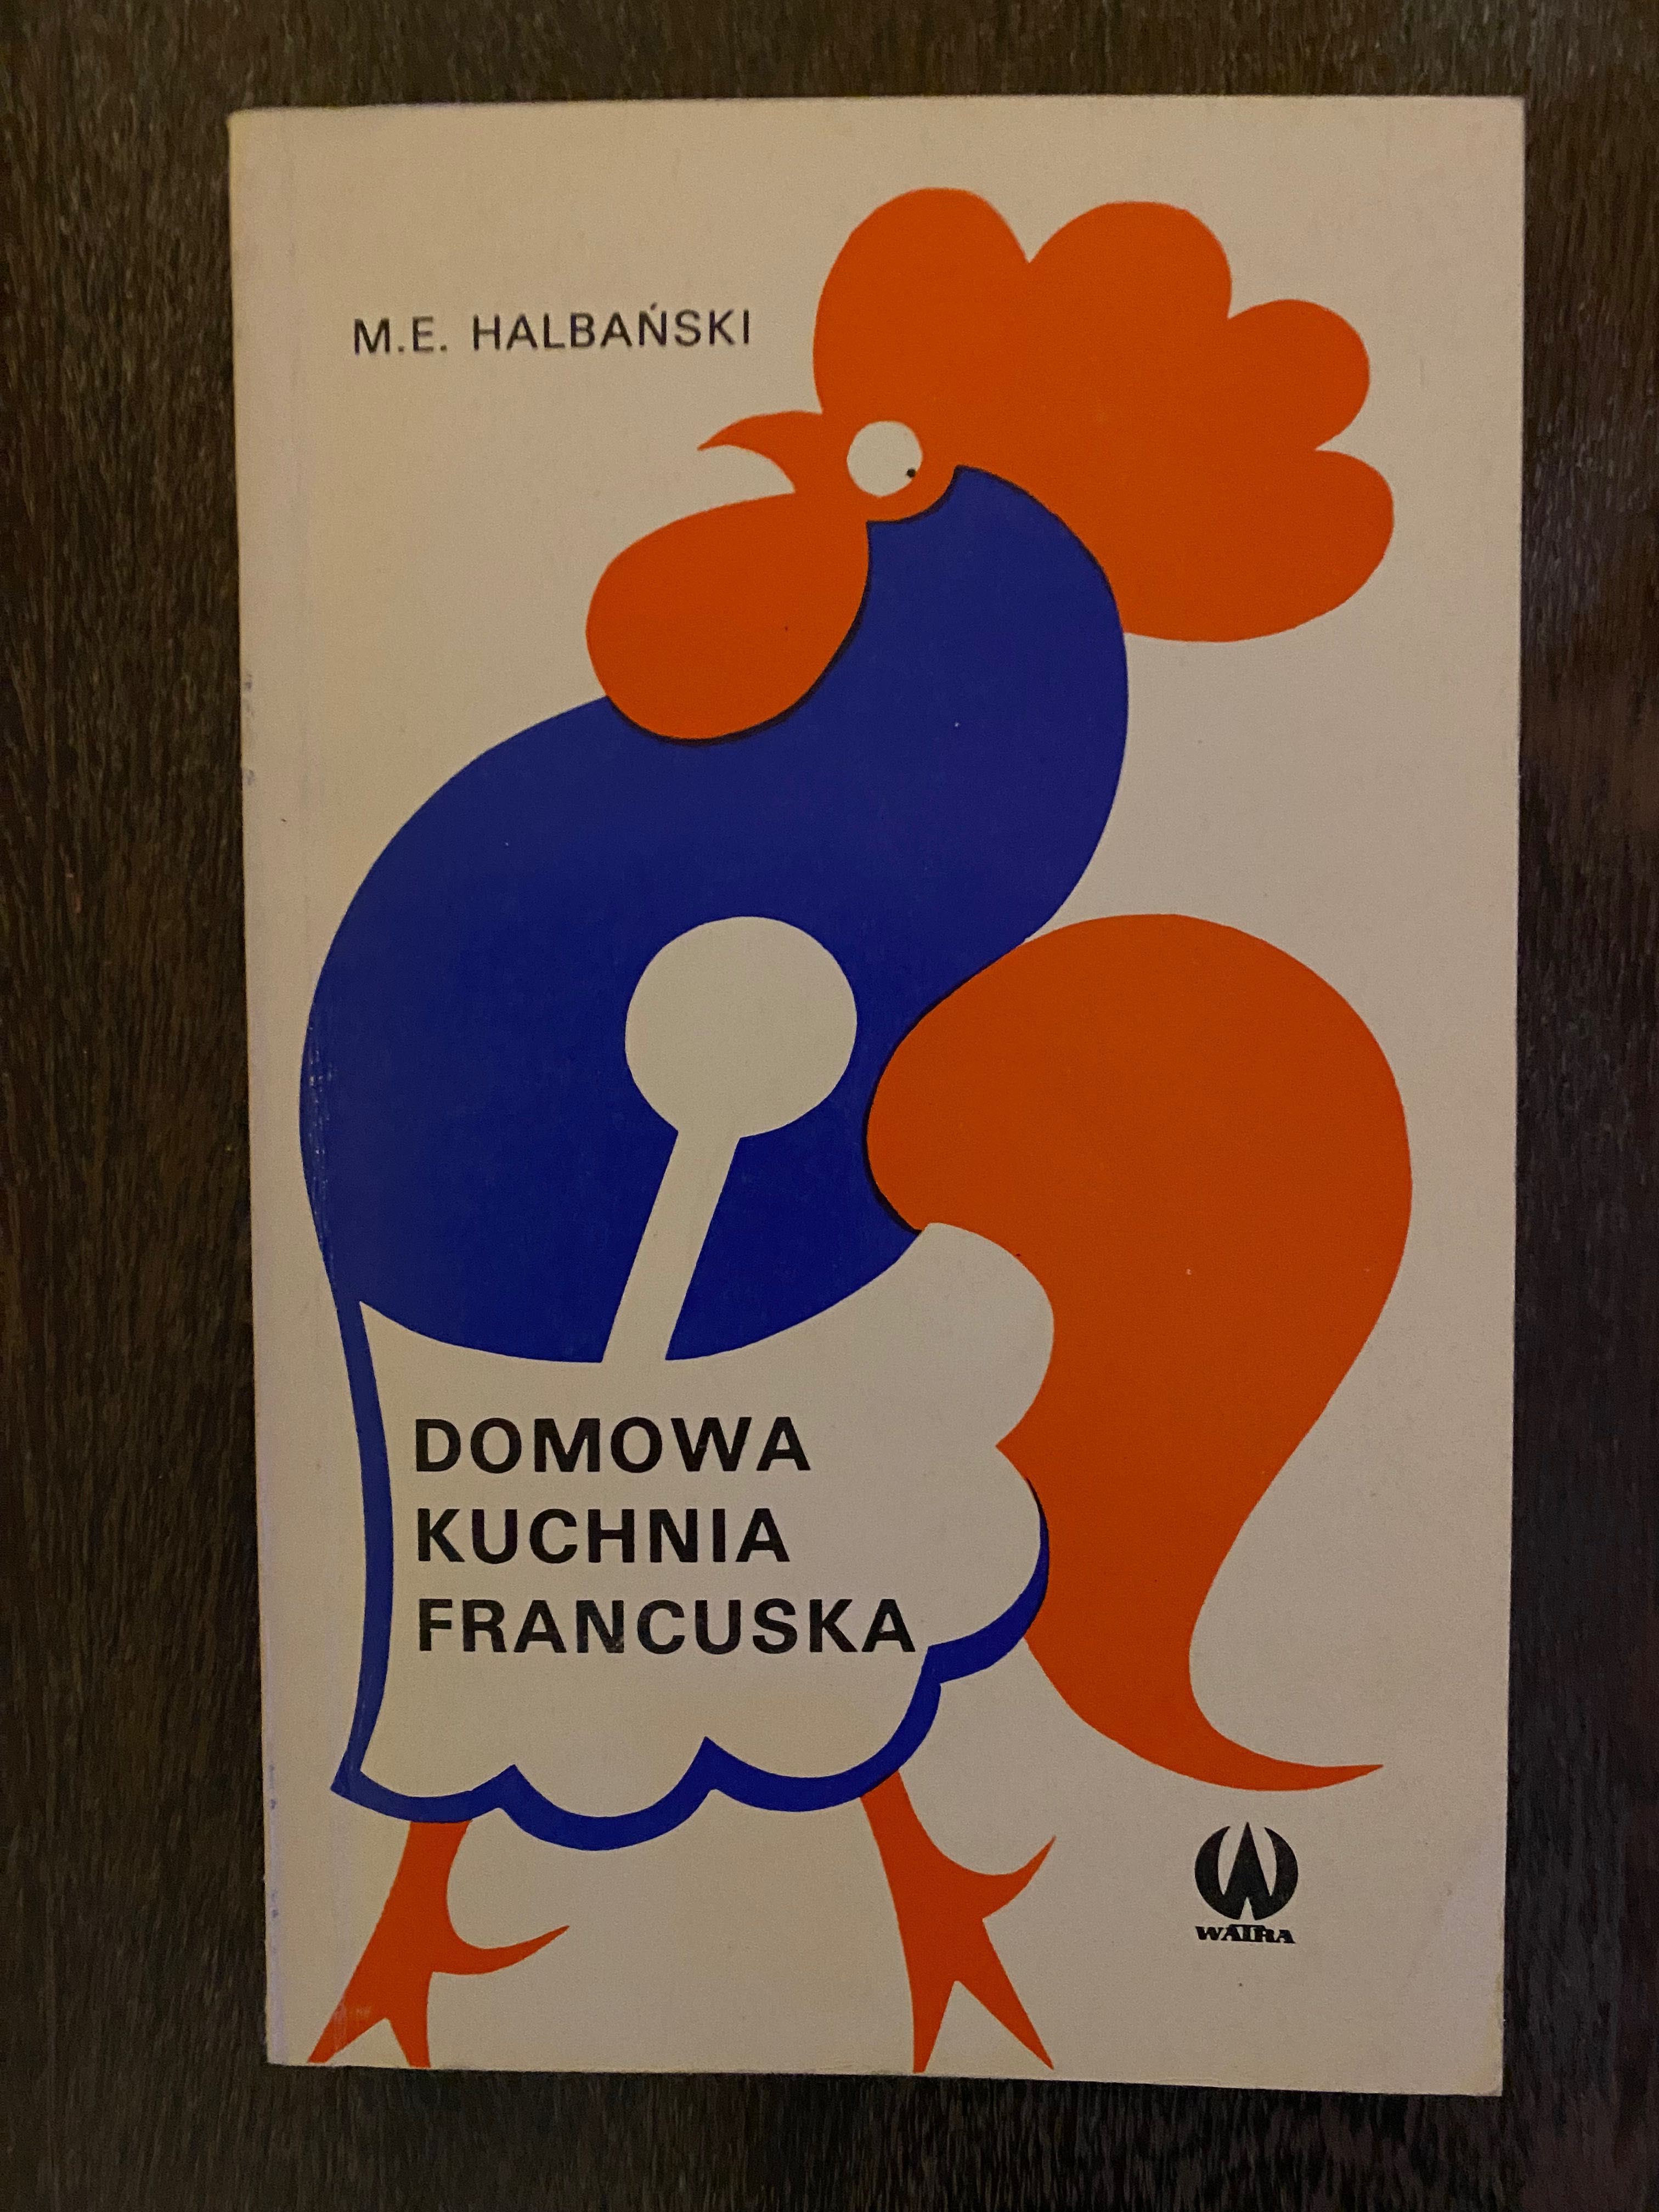 M.E. HALBAŃSKI
DOMOWA
KUCHNIA
FRANCUSKA
WATRA